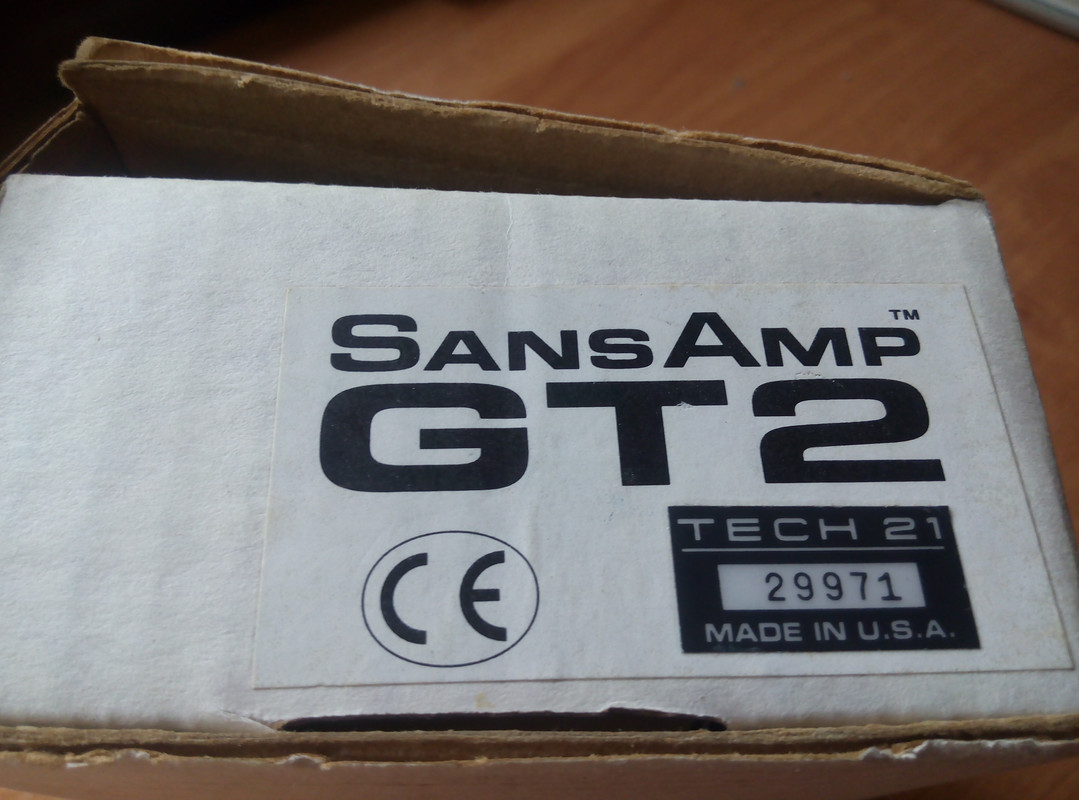 SANSAMP™
GT2
CE
TECH 21
29971
MADE IN U.S.A.